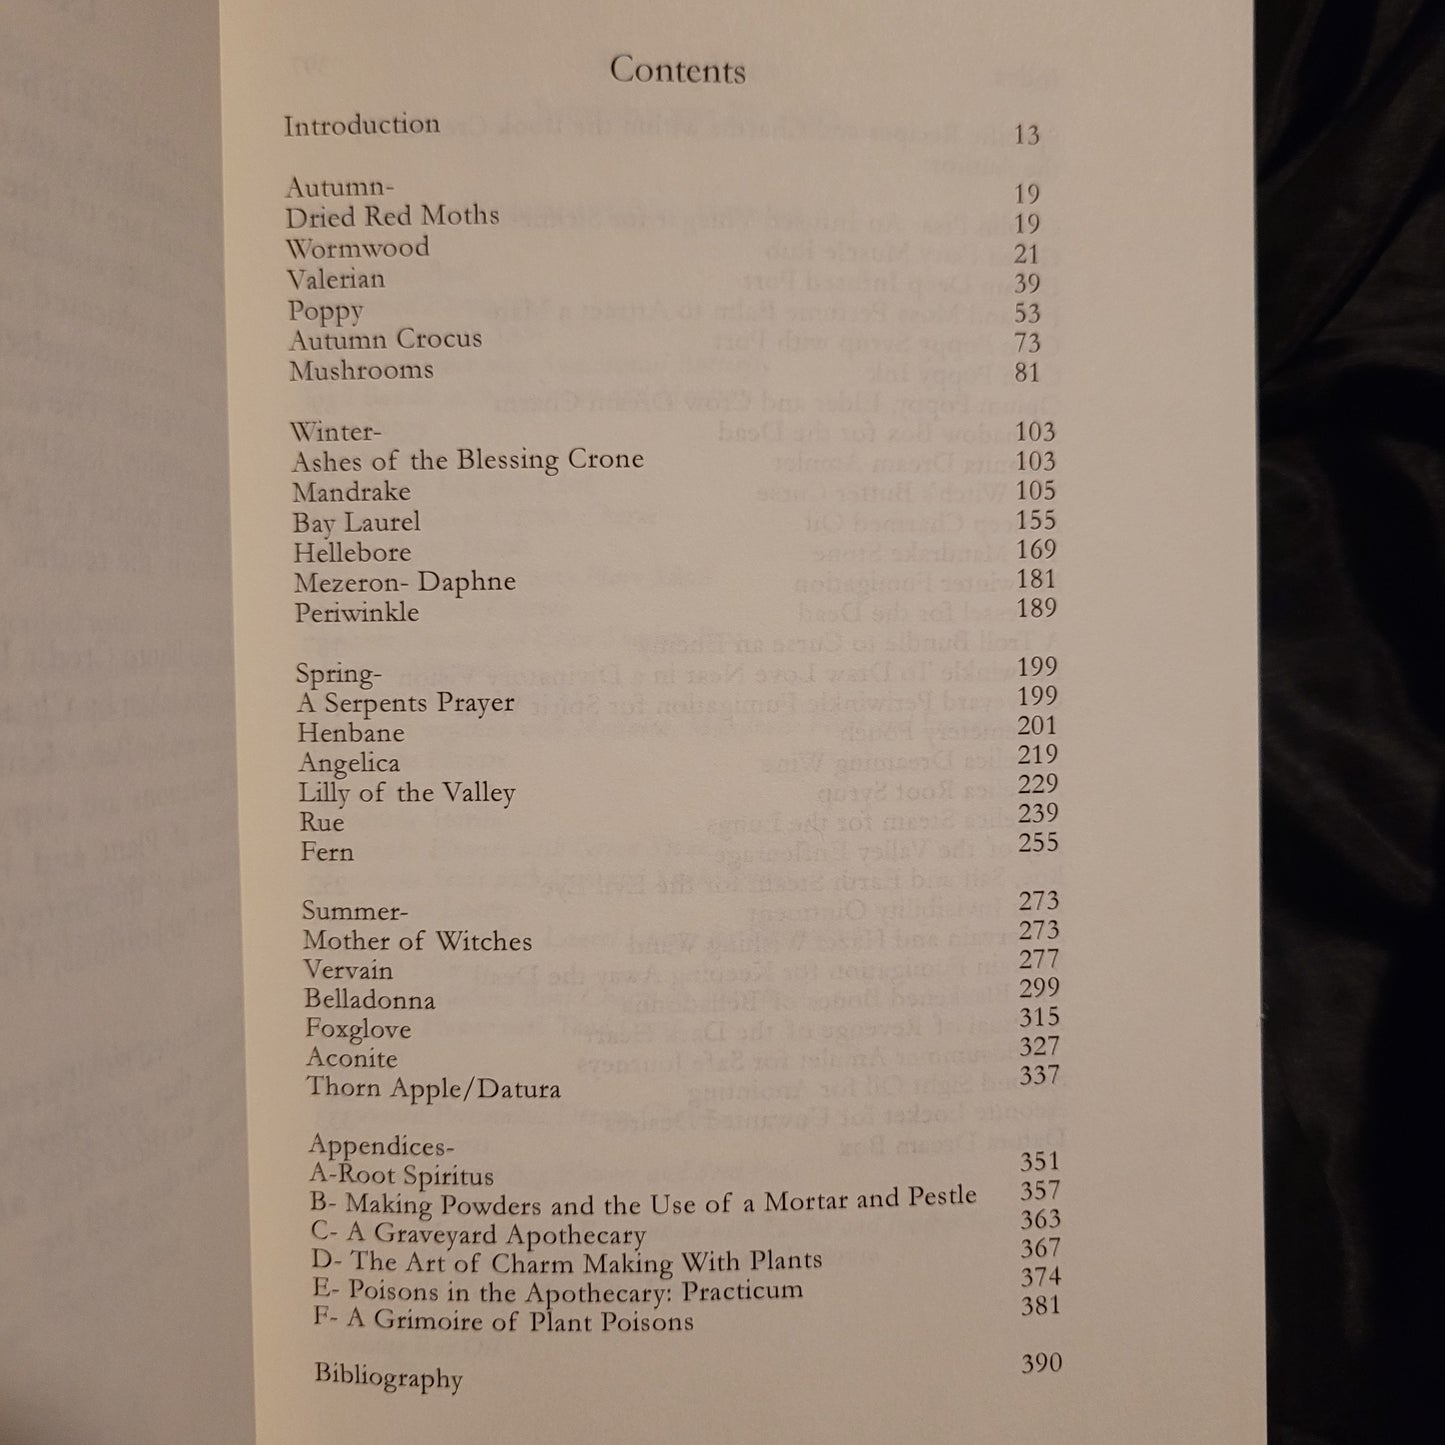 Contents
Introduction 13
Autumn- 19
Dried Red Moths 19
Wormwood 21
Valerian 39
Poppy 53
Autumn Crocus 73
Mushrooms 81
Winter- 103
Ashes of the Blessing Crone 103
Mandrake 105
Bay Laurel 155
Hellebore 169
Mezeron- Daphne 181
Periwinkle 189
Spring- 199
A Serpents Prayer 199
Henbane 201
Angelica 219
Lilly of the Valley 229
Rue 239
Fern 255
Summer- 273
Mother of Witches 273
Vervain 277
Belladonna 299
Foxglove 315
Aconite 327
Thorn Apple/Datura 337
Appendices-
A-Root Spiritus 351
B- Making Powders and the Use of a Mortar and Pestle 357
C- A Graveyard Apothecary 363
D- The Art of Charm Making With Plants 367
E- Poisons in the Apothecary: Practicum 374
F- A Grimoire of Plant Poisons 381
Bibliography 390